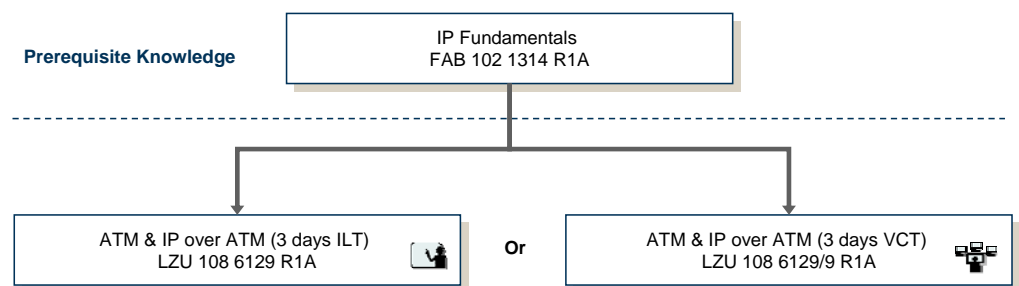 IP Fundamentals
FAB 102 1314 R1A
Prerequisite Knowledge
ATM & IP over ATM (3 days ILT)
LZU 108 6129 R1A
Or
ATM & IP over ATM (3 days VCT)
LZU 108 6129/9 R1A